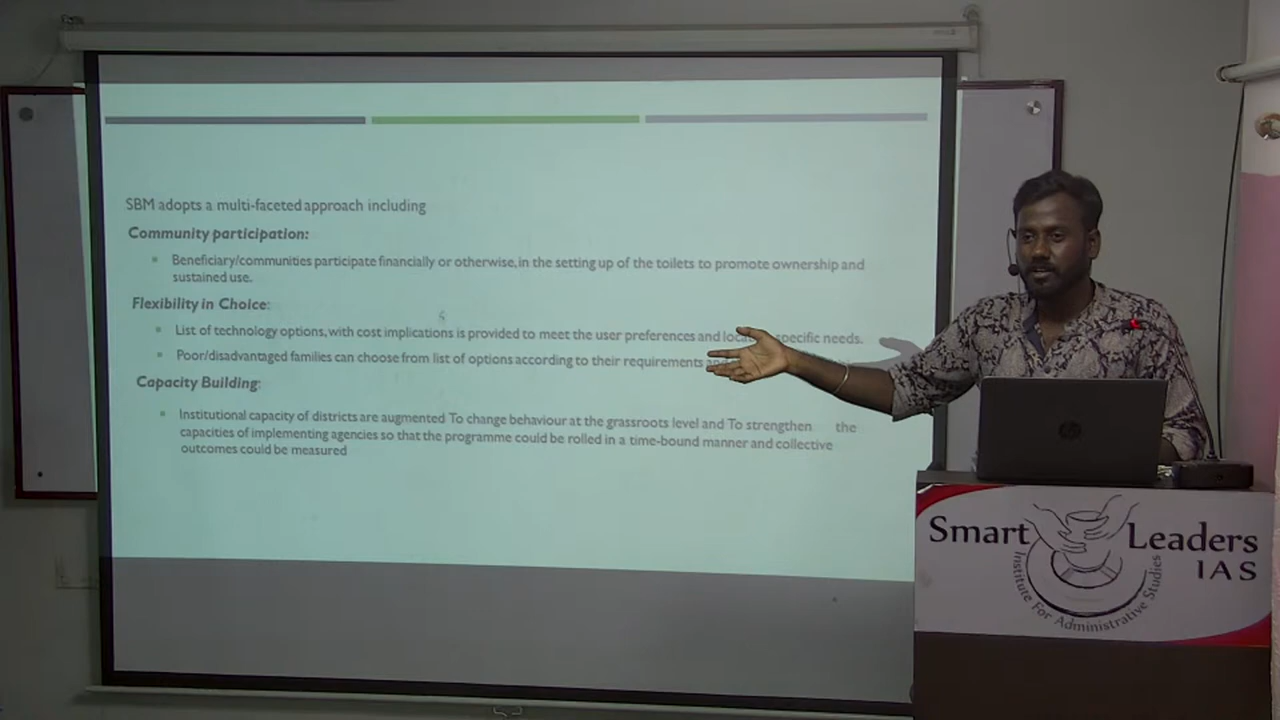 SBM adopts a multi-faceted approach including
Community participation:
Beneficiary/communities participate financially or otherwise, in the setting up of the toilets to promote ownership and
sustained use.
Flexibility in Choice:
List of technology options, with cost implications is provided to meet the user preferences and specific needs.
Poor/disadvantaged families can choose from list of options according to their requirements
Capacity Building:
Institutional capacity of districts are augmented To change behaviour at the grassroots level and To strengthen the
capacities of implementing agencies so that the programme could be rolled in a time-bound manner and collective
outcomes could be measured
Smart Leaders
IAS
Institute For Administrative Studies